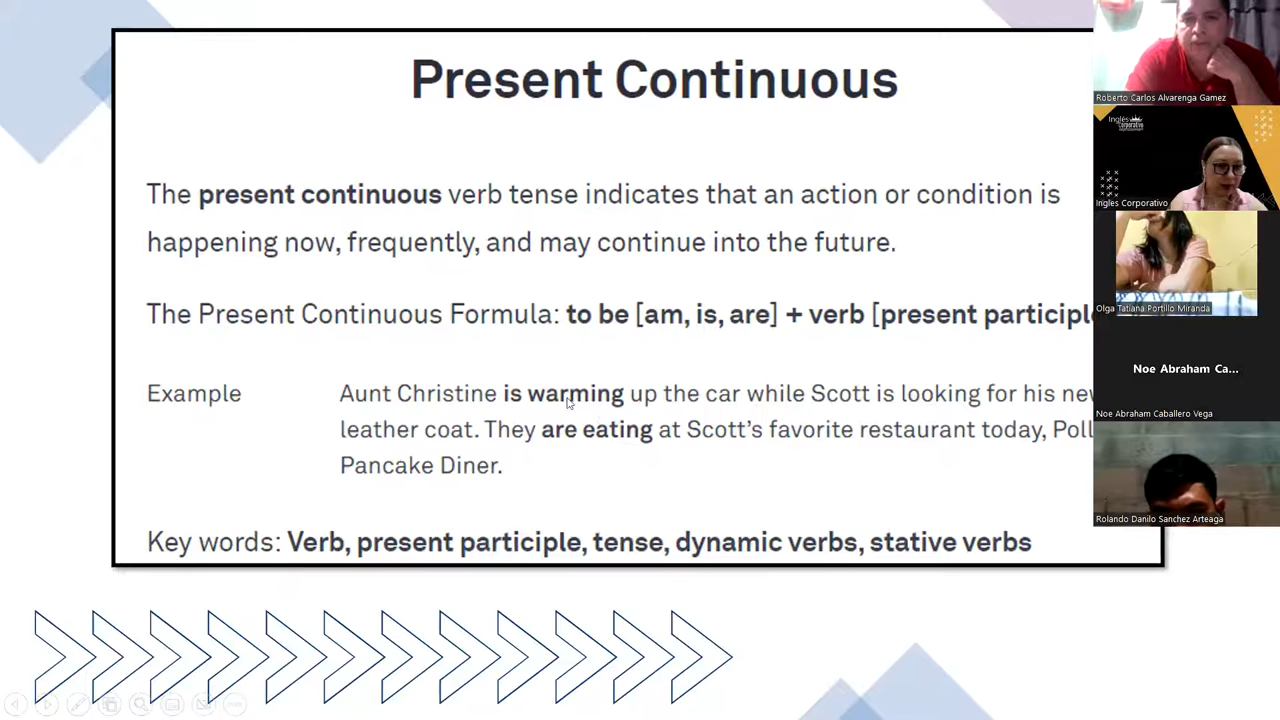 Present Continuous
The present continuous verb tense indicates that an action or condition is
happening now, frequently, and may continue into the future.
The Present Continuous Formula: to be [am, is, are] + verb [present participl
Example
Aunt Christine is warming up the car while Scott is looking for his new
leather coat. They are eating at Scott's favorite restaurant today, Poll
Pancake Diner.
Key words: Verb, present participle, tense, dynamic verbs, stative verbs
Roberto Carlos Alvarenga Gamez
Inglés
Corporativo
Ingles Corporativo
Olga Tatiana Portillo Miranda
Noe Abraham Ca...
Noe Abraham Caballero Vega
Rolando Danilo Sanchez Arteaga